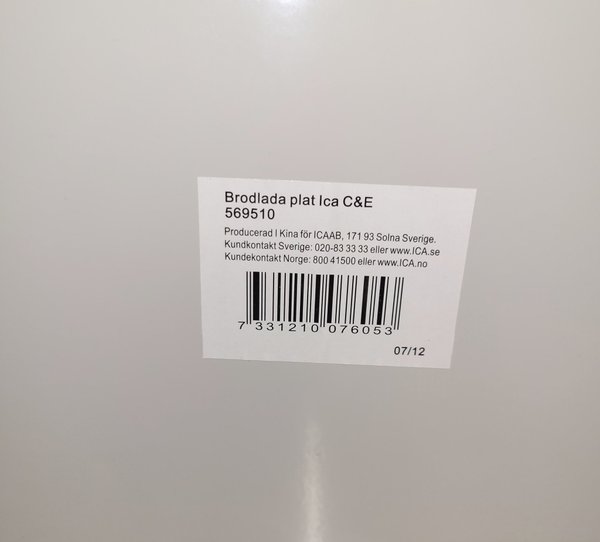 Brodlada plat Ica C&E
569510
Producerad I Kina för ICAAB, 171 93 Solna Sverige.
Kundkontakt Sverige: 020-83 33 33 eller www.ICA.se
Kundekontakt Norge: 800 41500 eller www.ICA.no
7 331210 076053
07/12